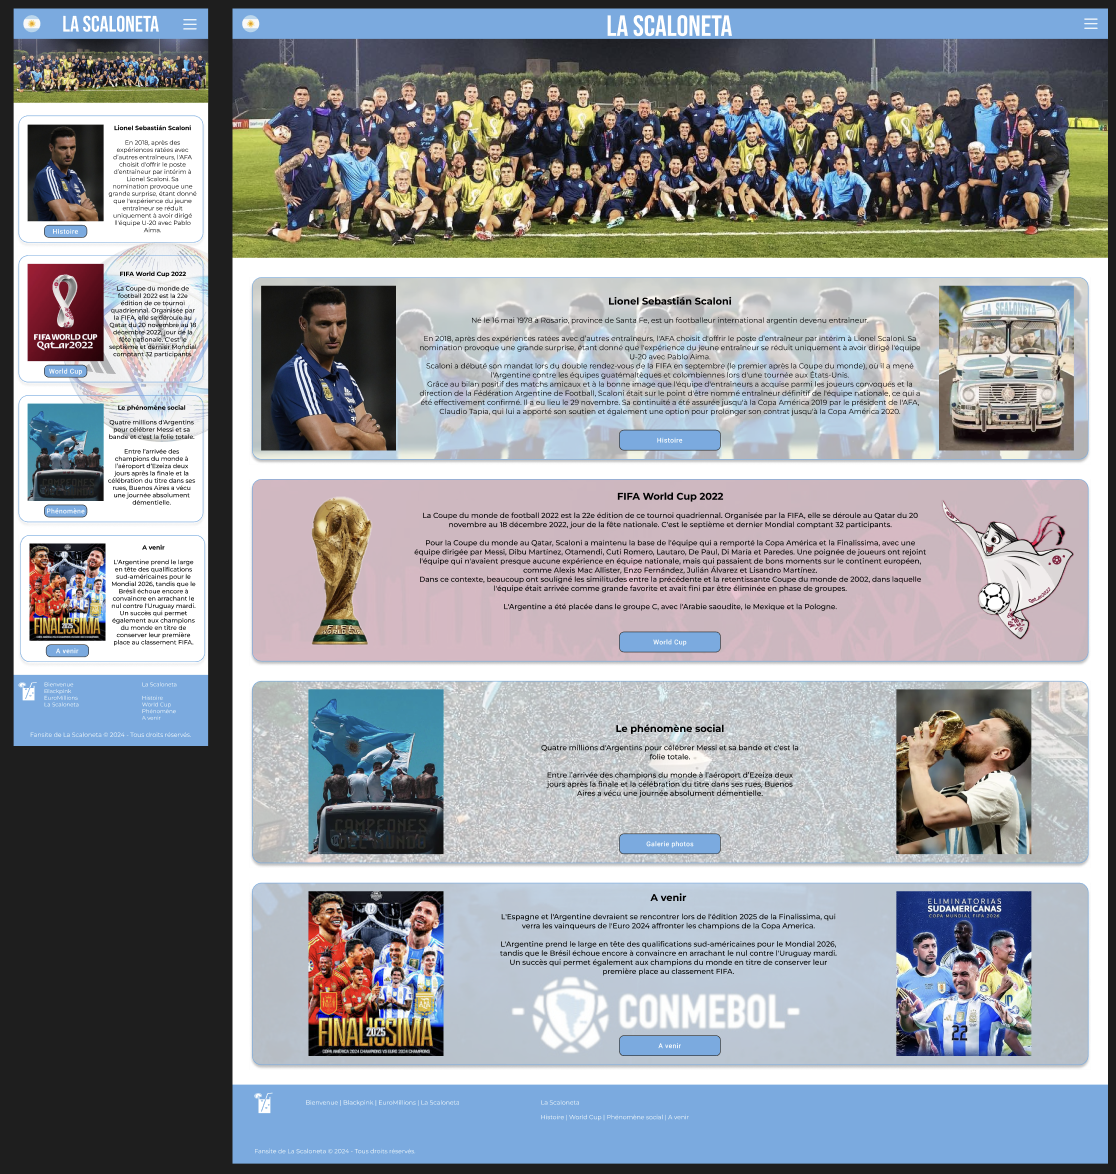 LA SCALONETA
Lionel Sebastián Scaloni
En 2018, après des
expériences ratées avec
d'autres entraîneurs, l'AFA
choisit d'offrir le poste
d'entraîneur par intérim à
Lionel Scaloni. Sa
nomination provoque une
grande surprise, étant donné
que l'expérience du jeune
entraîneur se réduit
uniquement à avoir dirigé
l'équipe U-20 avec Pablo
Aima.
Histoire
FIFA WORLD CUP
Qatar2022
FIFA World Cup 2022
La Coupe du monde de
football 2022 est la 22e
édition de ce tournoi
quadriennal. Organisée par
la FIFA, elle se déroule au
Qatar du 20 novembre au 18
décembre 2022, jour de la
fête nationale. C'est le
septième et dernier Mondial
comptant 32 participants.
World Cup
Le phénomène social
Quatre millions d'Argentins
pour célébrer Messi et sa
bande et c'est la folie totale.
Entre l'arrivée des
champions du monde à
l'aéroport d'Ezeiza deux
jours après la finale et la
célébration du titre dans ses
rues, Buenos Aires a vécu
une journée absolument
démentielle.
Phénomène
FINALISSIMA
A venir
L'Argentine prend le large
en tête des qualifications
sud-américaines pour le
Mondial 2026, tandis que le
Brésil échoue encore à
convaincre en arrachant le
nul contre l'Uruguay mardi.
Un succès qui permet
également aux champions
du monde en titre de
conserver leur première
place au classement FIFA.
A venir
Bienvenue
Blackpink
EuroMillions
La Scaloneta
La Scaloneta
Histoire
World Cup
Phénomène
A venir
Fansite de La Scaloneta © 2024 - Tous droits réservés.
LA SCALONETA
Lionel Sebastián Scaloni
Ne le 16 mai 1978 a Rosario, province de Santa Fe, est un footballeur international argentin devenu entraîneur.
En 2018, après des expériences ratées avec d'autres entraîneurs, l'AFA choisit d'offrir le poste d'entraîneur par intérim à Lionel Scaloni. Sa
nomination provoque une grande surprise, étant donné que l'expérience du jeune entraîneur se réduit uniquement à avoir dirigé l'équipe
U-20 avec Pablo Aima.
Scaloni a débuté son mandat lors du double rendez-vous de la FIFA en septembre (le premier après la Coupe du monde), où il a mené
l'Argentine contre les équipes guatémaltèques et colombiennes lors d'une tournée aux États-Unis.
Grâce au bilan positif des matchs amicaux et à la bonne image que l'équipe d'entraîneurs a acquise parmi les joueurs convoqués et la
direction de la Fédération Argentine de Football, Scaloni était sur le point d'être nommé entraîneur définitif de l'équipe nationale, ce qui a
été effectivement confirmé. Il a eu lieu le 29 novembre. Sa continuité a été assurée jusqu'à la Copa América 2019 par le président de l'AFA,
Claudio Tapia, qui lui a apporté son soutien et également une option pour prolonger son contrat jusqu'à la Copa América 2020.
Histoire
LA SCALONETA
FIFA World Cup 2022
La Coupe du monde de football 2022 est la 22e édition de ce tournoi quadriennal. Organisée par la FIFA, elle se déroule au Qatar du 20
novembre au 18 décembre 2022, jour de la fête nationale. C'est le septième et dernier Mondial comptant 32 participants.
Pour la Coupe du monde au Qatar, Scaloni a maintenu la base de l'équipe qui a remporté la Copa América et la Finalissima, avec une
équipe dirigée par Messi, Dibu Martinez, Otamendi, Cuti Romero, Lautaro, De Paul, Di Maria et Paredes. Une poignée de joueurs ont rejoint
l'équipe qui n'avaient presque aucune expérience en équipe nationale, mais qui passaient de bons moments sur le continent européen,
comme Alexis Mac Allister, Enzo Fernández, Julián Álvarez et Lisandro Martinez.
Dans ce contexte, beaucoup ont souligné les similitudes entre la précédente et la retentissante Coupe du monde de 2002, dans laquelle
l'équipe était arrivée comme grande favorite et avait fini par être éliminée en phase de groupes.
L'Argentine a été placée dans le groupe C, avec l'Arabie saoudite, le Mexique et la Pologne.
World Cup
Le phénomène social
Quatre millions d'Argentins pour célébrer Messi et sa bande et c'est la
folie totale.
Entre l'arrivée des champions du monde à l'aéroport d'Ezeiza deux
jours après la finale et la célébration du titre dans ses rues, Buenos
Aires a vécu une journée absolument démentielle.
Galerie photos
CAMPEONES
DEL MUNDO
2025
FINALISSIMA
COPA AMÉRICA 2024 CHAMPIONS VS EURO 2024 CHAMPIONS
A venir
L'Espagne et l'Argentine devraient se rencontrer lors de l'édition 2025 de la Finalissima, qui
verra les vainqueurs de l'Euro 2024 affronter les champions de la Copa America.
L'Argentine prend le large en tête des qualifications sud-américaines pour le Mondial 2026,
tandis que le Brésil échoue encore à convaincre en arrachant le nul contre l'Uruguay mardi.
Un succès qui permet également aux champions du monde en titre de conserver leur
première place au classement FIFA.
-CONMEBOL-
A venir
ELIMINATORIAS
SUDAMERICANAS
COPA MUNDIAL FIFA 2026
22
Bienvenue | Blackpink | EuroMillions | La Scaloneta
La Scaloneta
Histoire | World Cup | Phénomène social | A venir
Fansite de La Scaloneta © 2024 - Tous droits réservés.